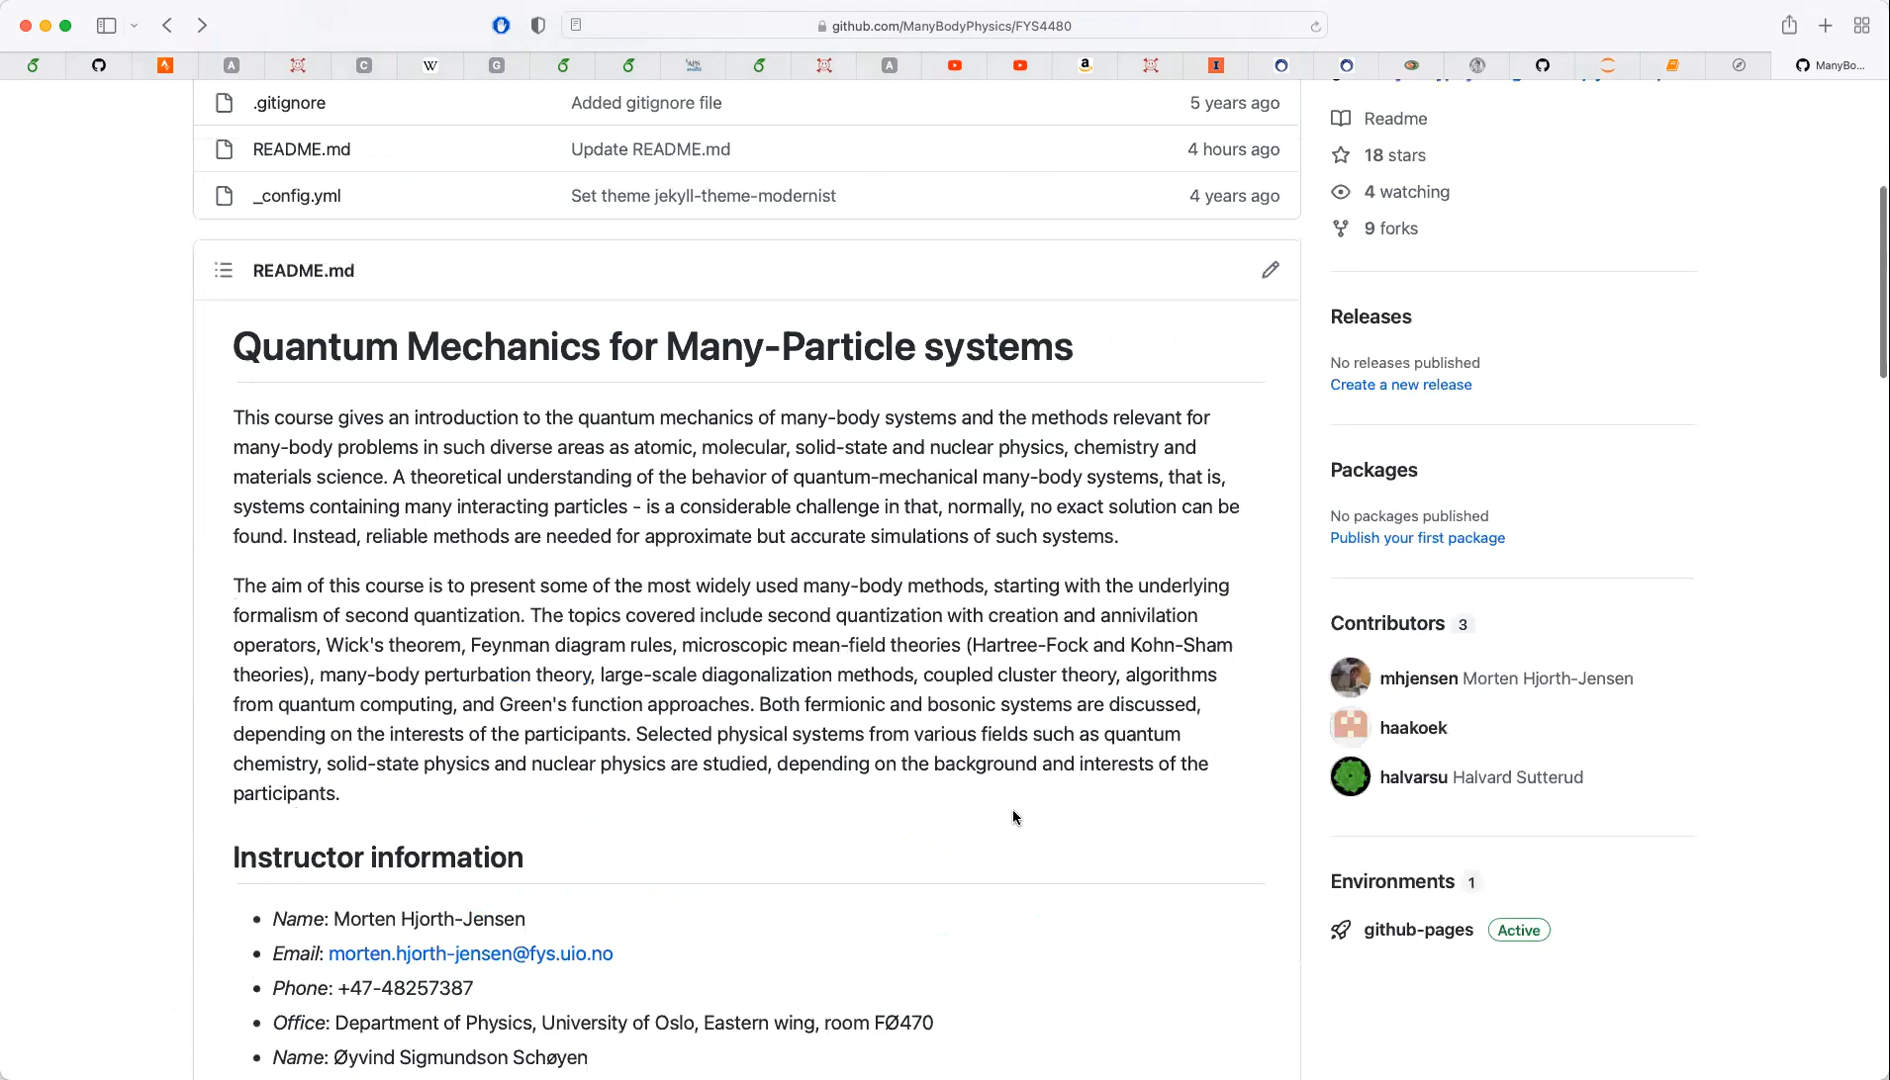 github.com/ManyBodyPhysics/FYS4480
ManyBo...
.gitignore Added gitignore file 5 years ago
README.md Update README.md 4 hours ago
_config.yml Set theme jekyll-theme-modernist 4 years ago
README.md
Quantum Mechanics for Many-Particle systems
This course gives an introduction to the quantum mechanics of many-body systems and the methods relevant for
many-body problems in such diverse areas as atomic, molecular, solid-state and nuclear physics, chemistry and
materials science. A theoretical understanding of the behavior of quantum-mechanical many-body systems, that is,
systems containing many interacting particles - is a considerable challenge in that, normally, no exact solution can be
found. Instead, reliable methods are needed for approximate but accurate simulations of such systems.
The aim of this course is to present some of the most widely used many-body methods, starting with the underlying
formalism of second quantization. The topics covered include second quantization with creation and annivilation
operators, Wick's theorem, Feynman diagram rules, microscopic mean-field theories (Hartree-Fock and Kohn-Sham
theories), many-body perturbation theory, large-scale diagonalization methods, coupled cluster theory, algorithms
from quantum computing, and Green's function approaches. Both fermionic and bosonic systems are discussed,
depending on the interests of the participants. Selected physical systems from various fields such as quantum
chemistry, solid-state physics and nuclear physics are studied, depending on the background and interests of the
participants.
Instructor information
• Name: Morten Hjorth-Jensen
• Email: morten.hjorth-jensen@fys.uio.no
• Phone: +47-48257387
• Office: Department of Physics, University of Oslo, Eastern wing, room FØ470
• Name: Øyvind Sigmundson Schøyen
Readme
18 stars
4 watching
9 forks
Releases
No releases published
Create a new release
Packages
No packages published
Publish your first package
Contributors 3
mhjensen Morten Hjorth-Jensen
haakoek
halvarsu Halvard Sutterud
Environments 1
github-pages Active